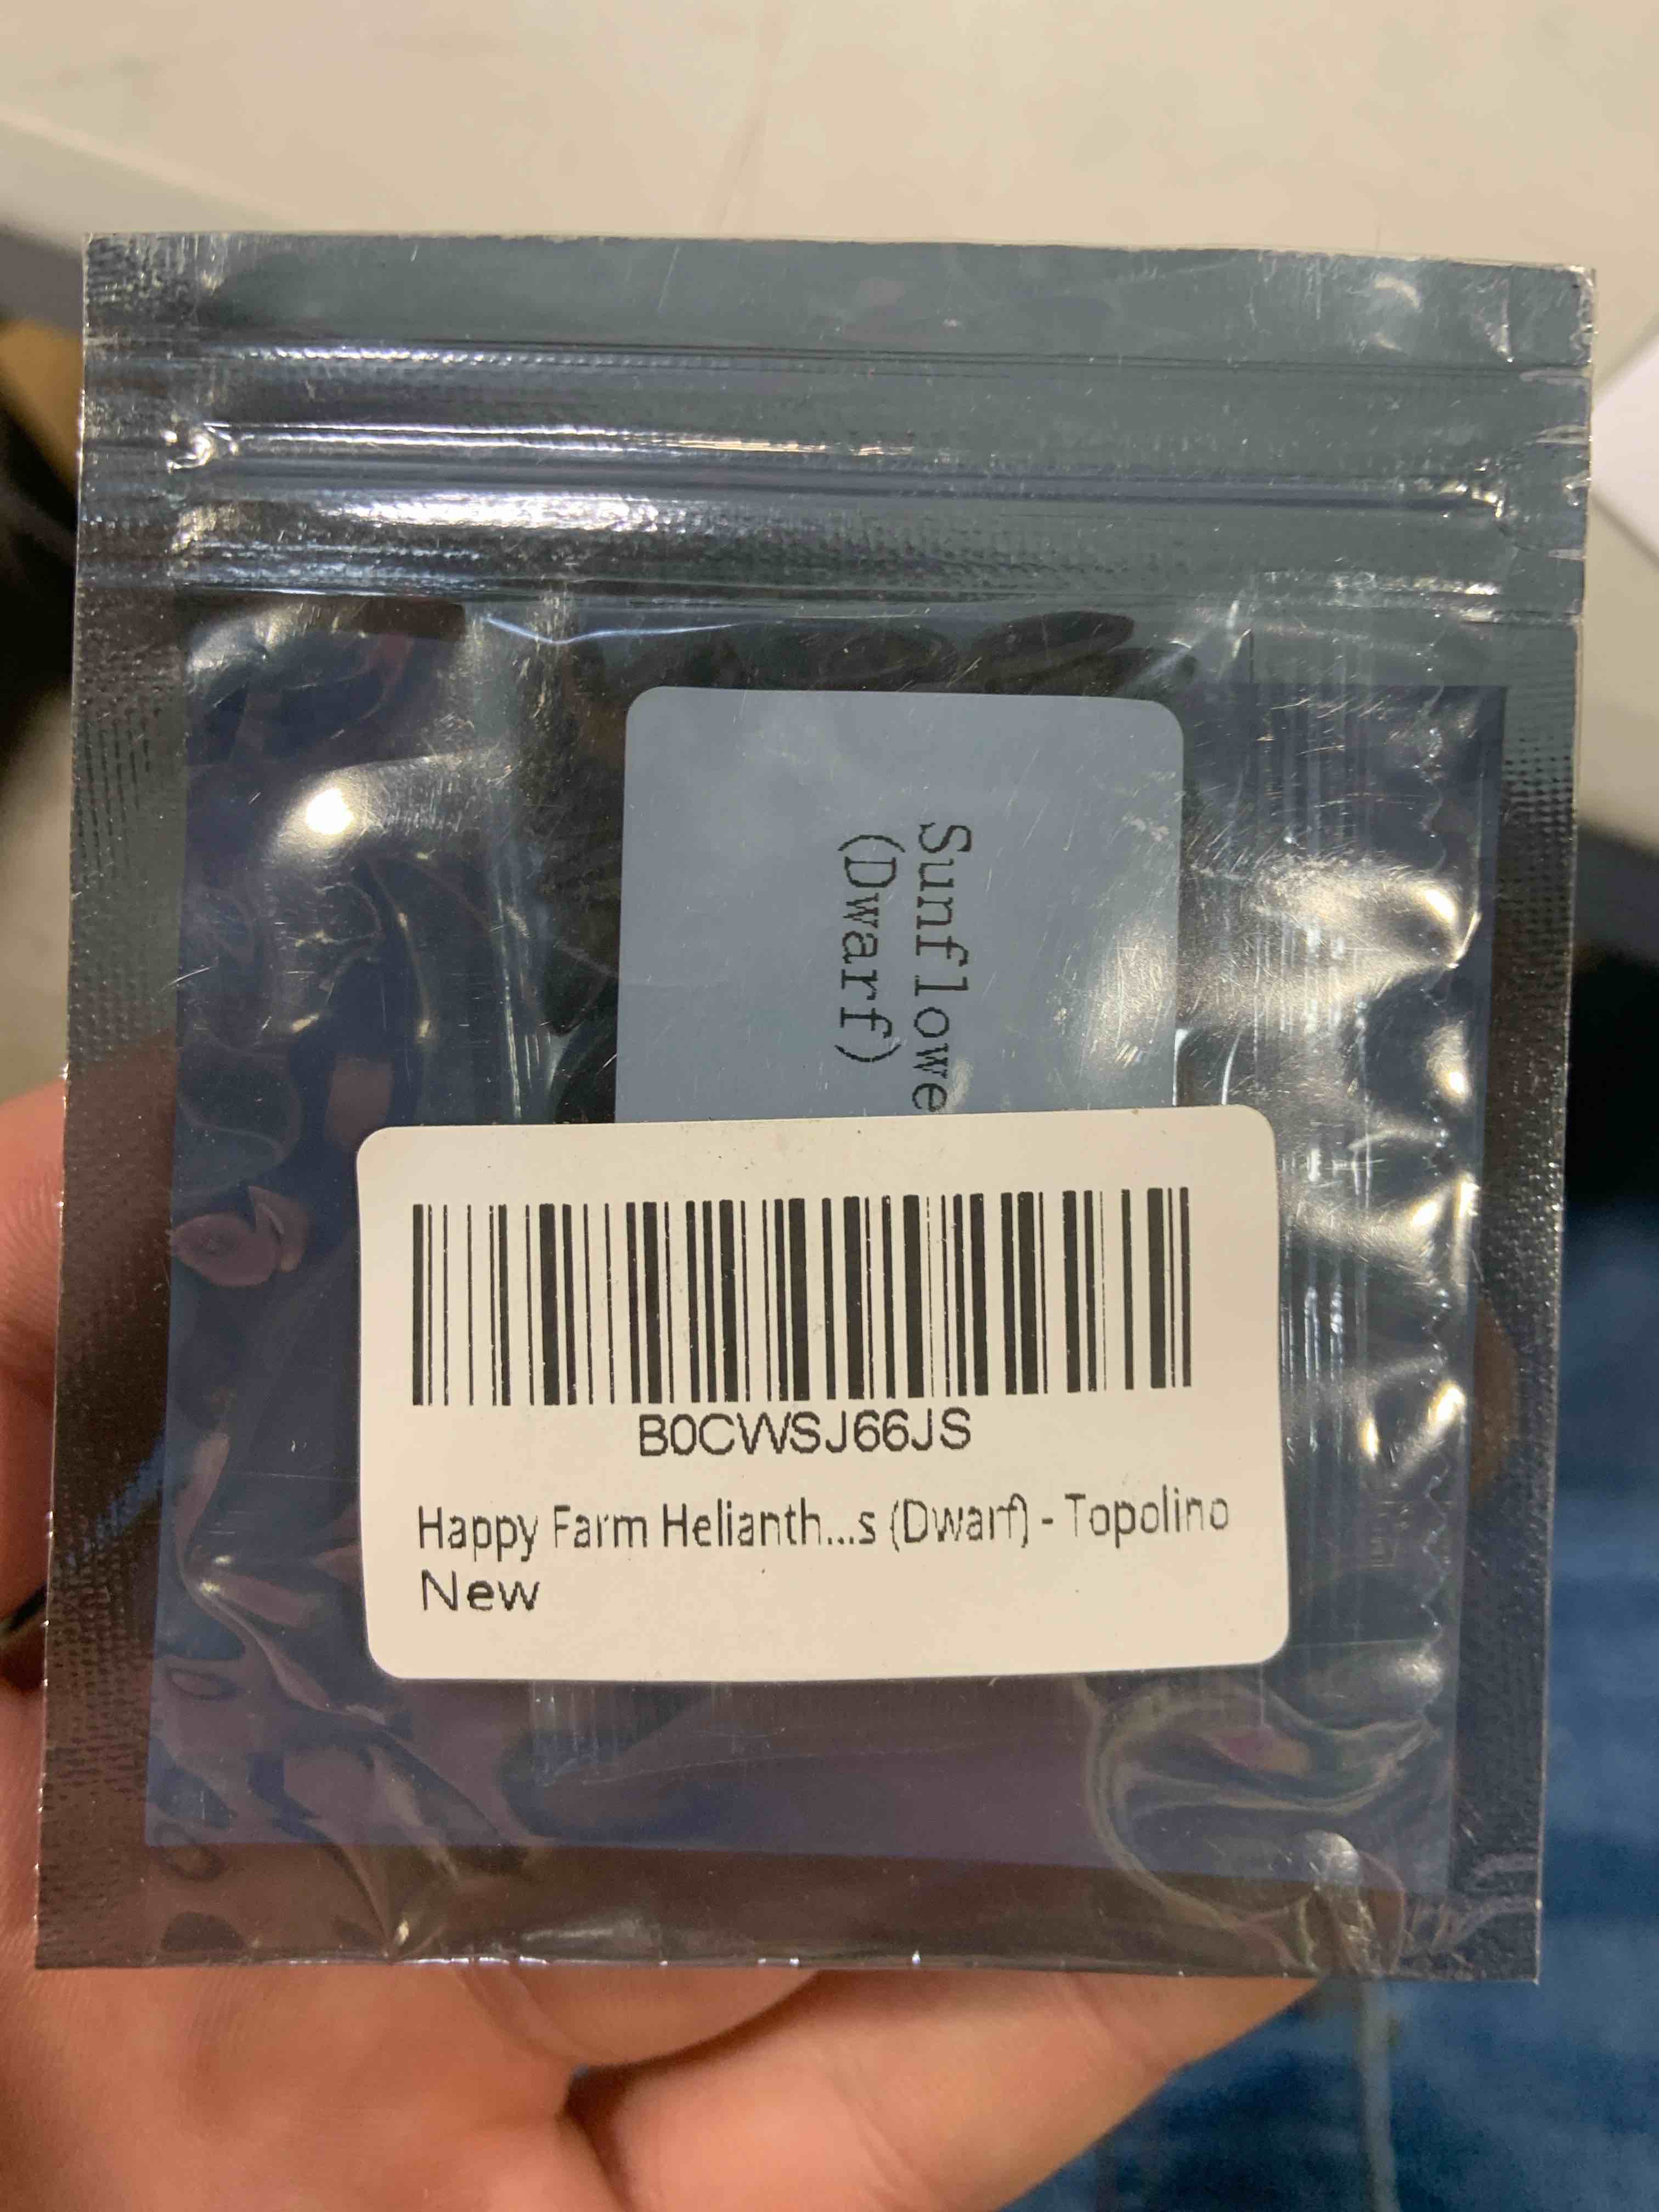 Sunflowe
(Dwarf)
B0CWSJ66JS
Happy Farm Helianth...s (Dwarf) - Topolino
New